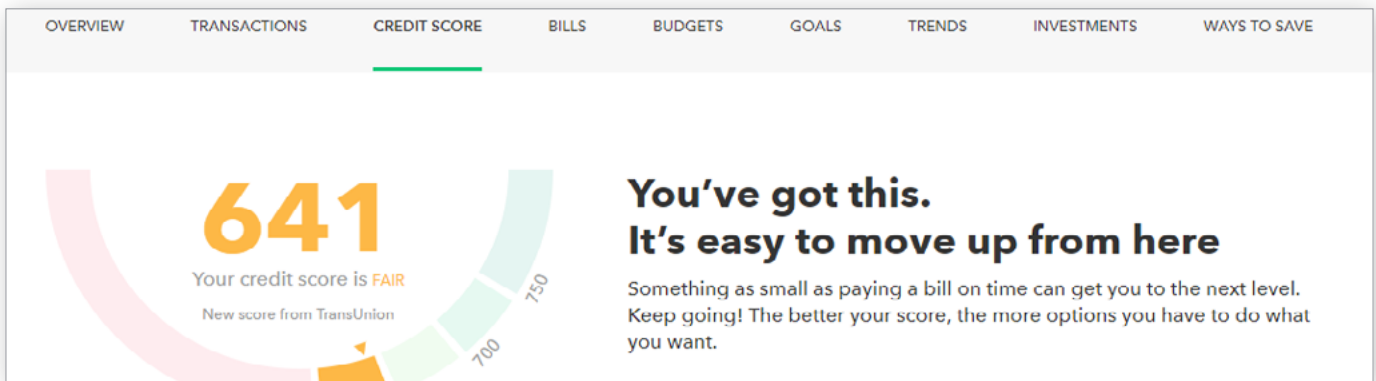 OVERVIEW TRANSACTIONS CREDIT SCORE BILLS BUDGETS GOALS TRENDS INVESTMENTS WAYS TO SAVE
641
Your credit score is FAIR
New score from TransUnion
700
750
You've got this.
It's easy to move up from here
Something as small as paying a bill on time can get you to the next level.
Keep going! The better your score, the more options you have to do what
you want.